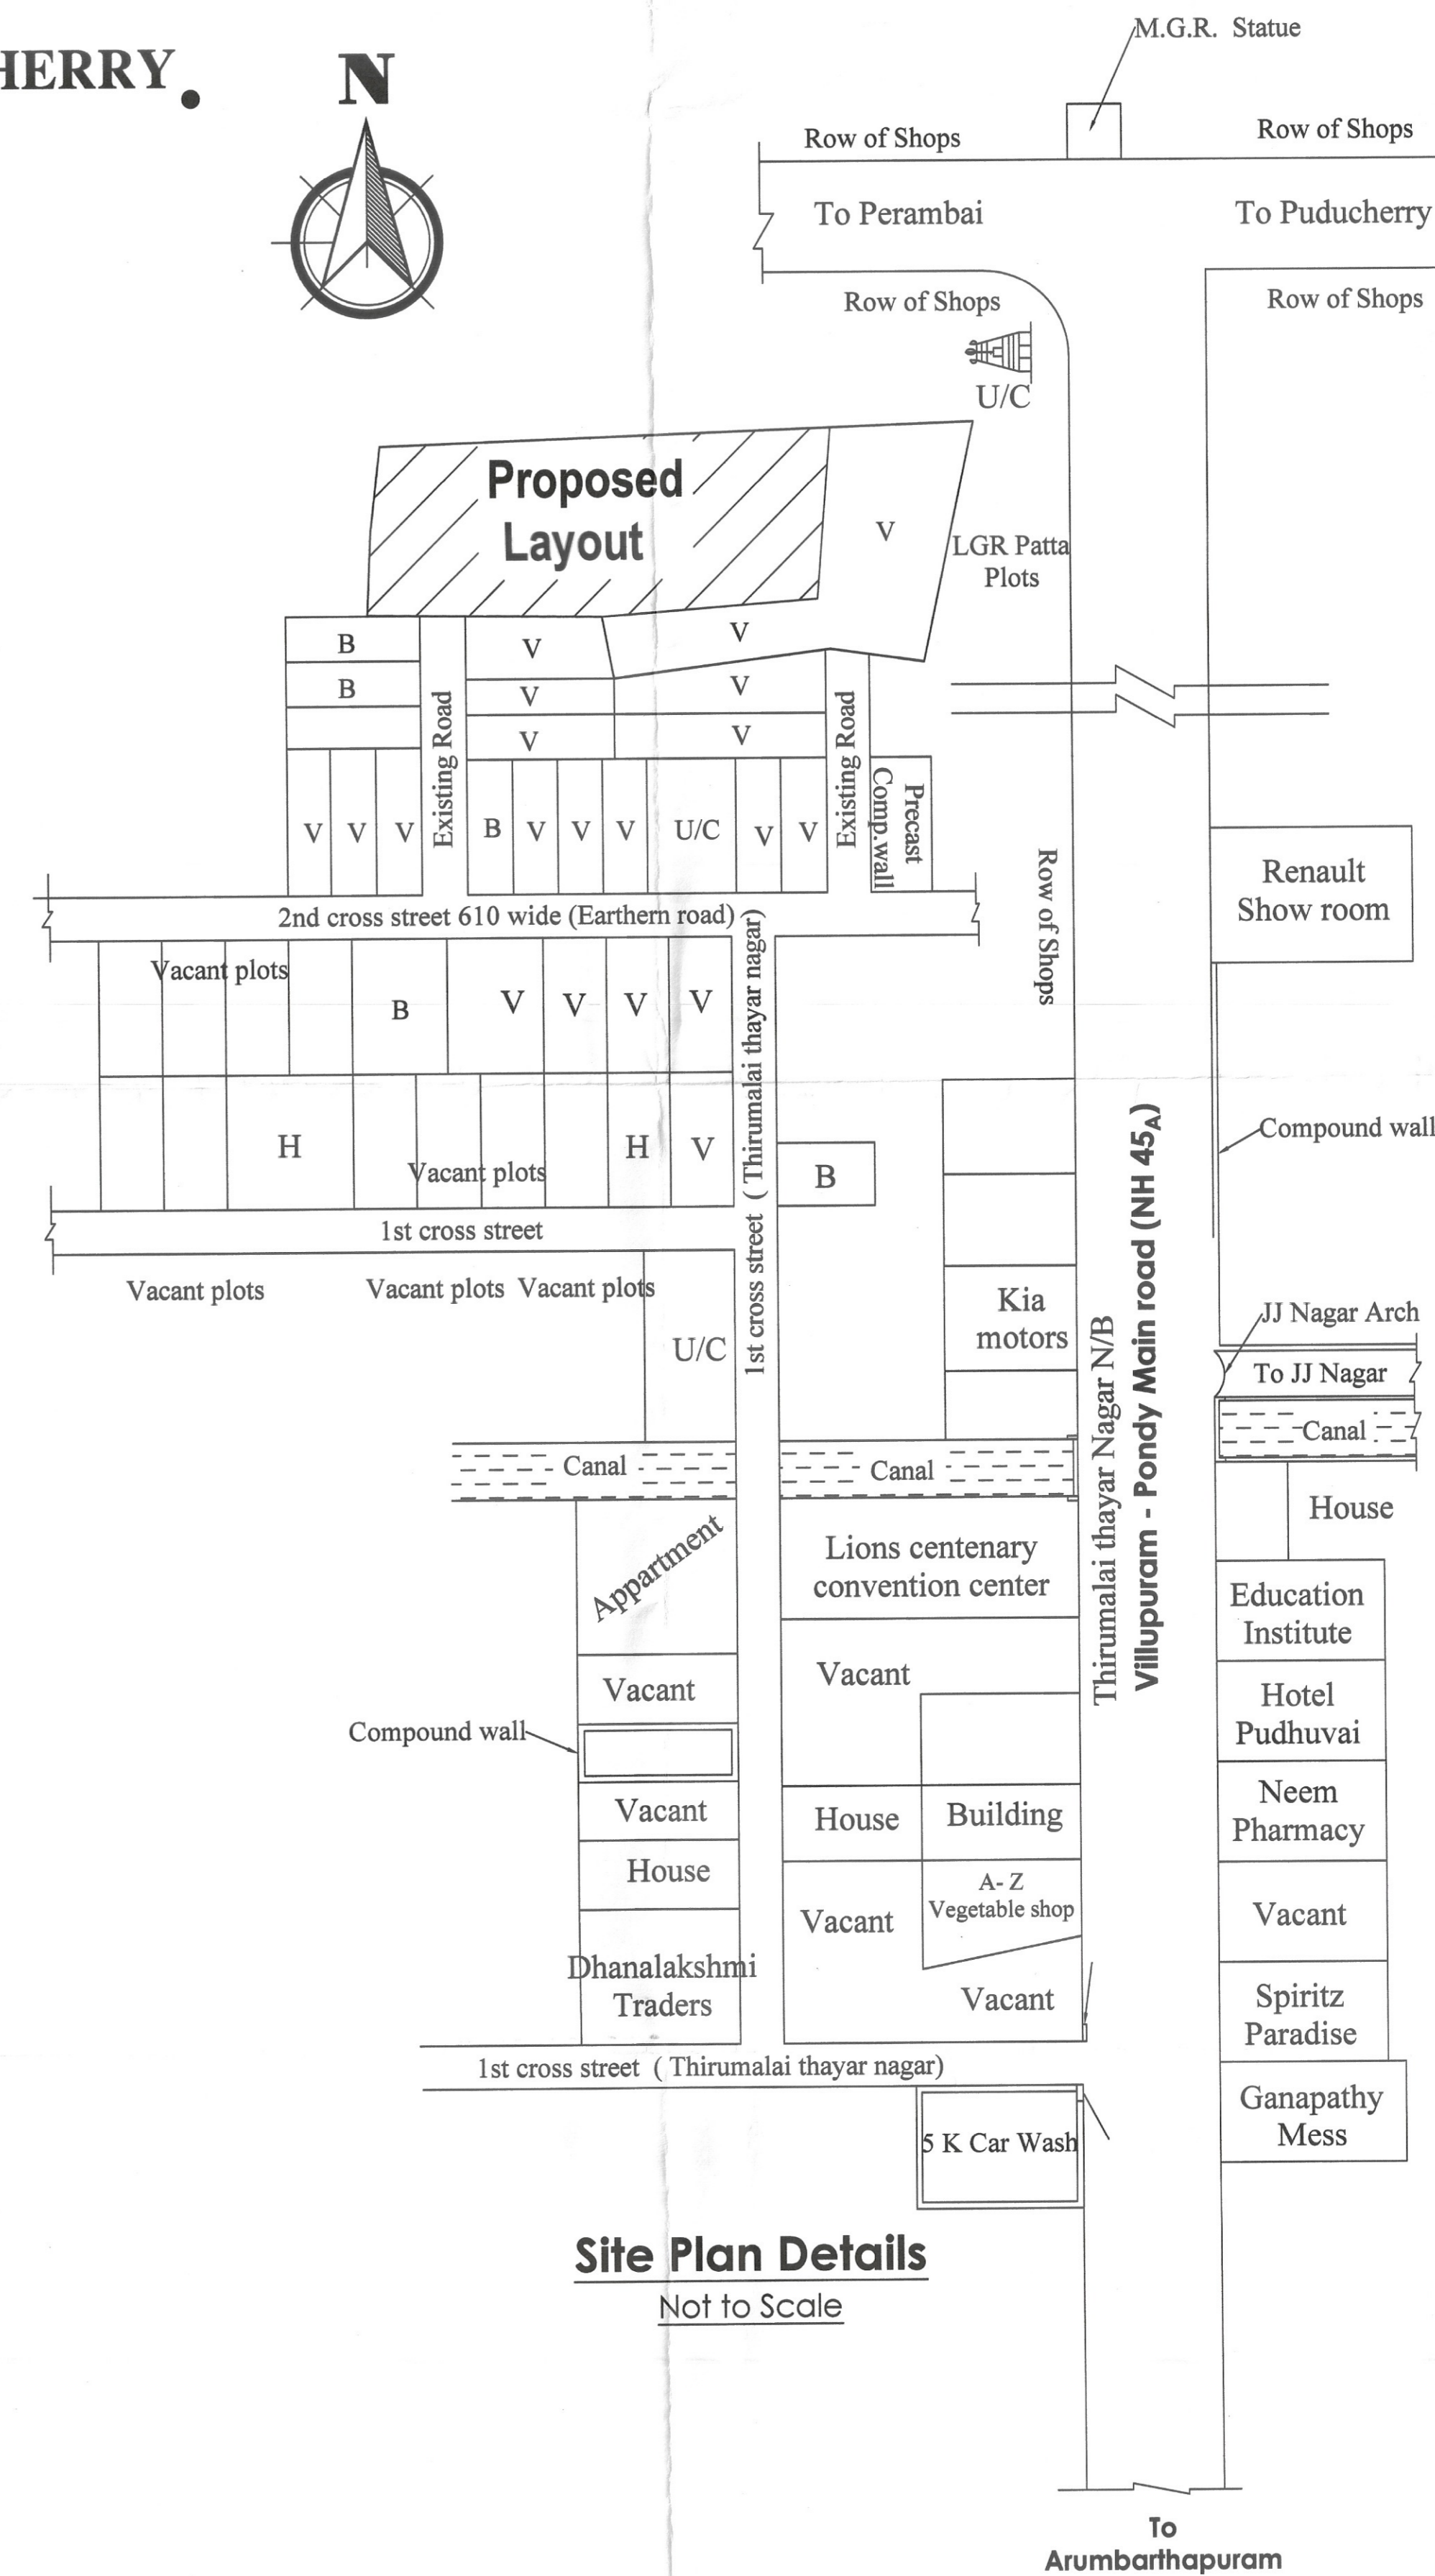 HERRY.
N
M.G.R. Statue
Row of Shops
Row of Shops
To Perambai
To Puducherry
Row of Shops
Row of Shops
U/C
Proposed
Layout
V
LGR Patta
Plots
B
V
V
B
V
V
V
V
Existing Road
Existing Road
Precast
Comp.wall
V
V
V
B
V
V
V
U/C
V
V
Row of Shops
Renault
Show room
2nd cross street 610 wide (Earthern road)
Vacant plots
B
V
V
V
V
1st cross street ( Thirumalai thayar nagar)
H
Vacant plots
H
V
B
Compound wall
1st cross street
Vacant plots
Vacant plots
Vacant plots
U/C
Kia
motors
Thirumalai thayar Nagar N/B
Villupuram - Pondy Main road (NH 45A)
JJ Nagar Arch
To JJ Nagar
Canal
Canal
Canal
House
Appartment
Lions centenary
convention center
Education
Institute
Vacant
Vacant
Hotel
Pudhuvai
Compound wall
Vacant
House
Building
Neem
Pharmacy
House
Vacant
A- Z
Vegetable shop
Vacant
Dhanalakshmi
Traders
Vacant
Spiritz
Paradise
1st cross street ( Thirumalai thayar nagar)
Ganapathy
Mess
5 K Car Wash
Site Plan Details
Not to Scale
To
Arumbarthapuram